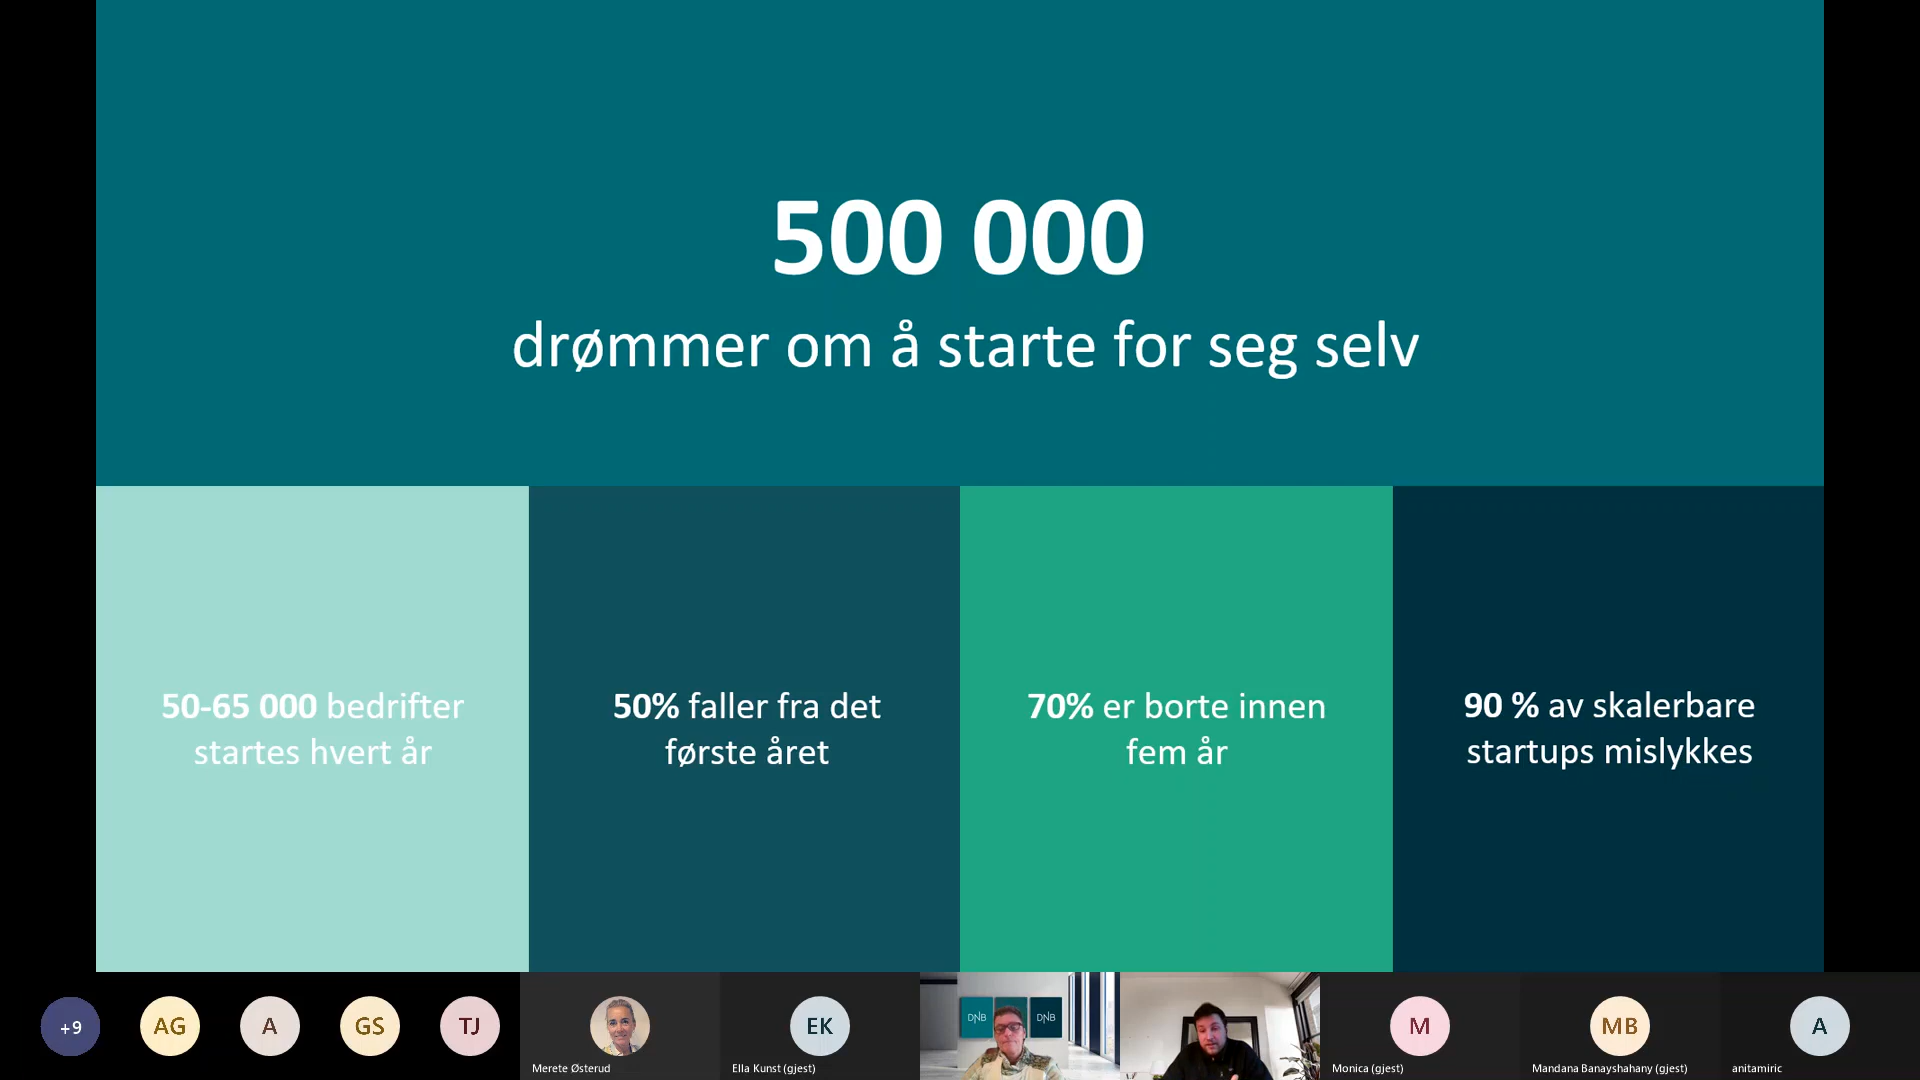 500 000
drømmer om å starte for seg selv
50-65 000 bedrifter
startes hvert år
50% faller fra det
første året
70% er borte innen
fem år
90 % av skalerbare
startups mislykkes
+9
AG
A
GS
TJ
Merete Østerud
EK
Ella Kunst (gjest)
DNB
DNB
M
Monica (gjest)
MB
Mandana Banayshahany (gjest)
A
anitamiric